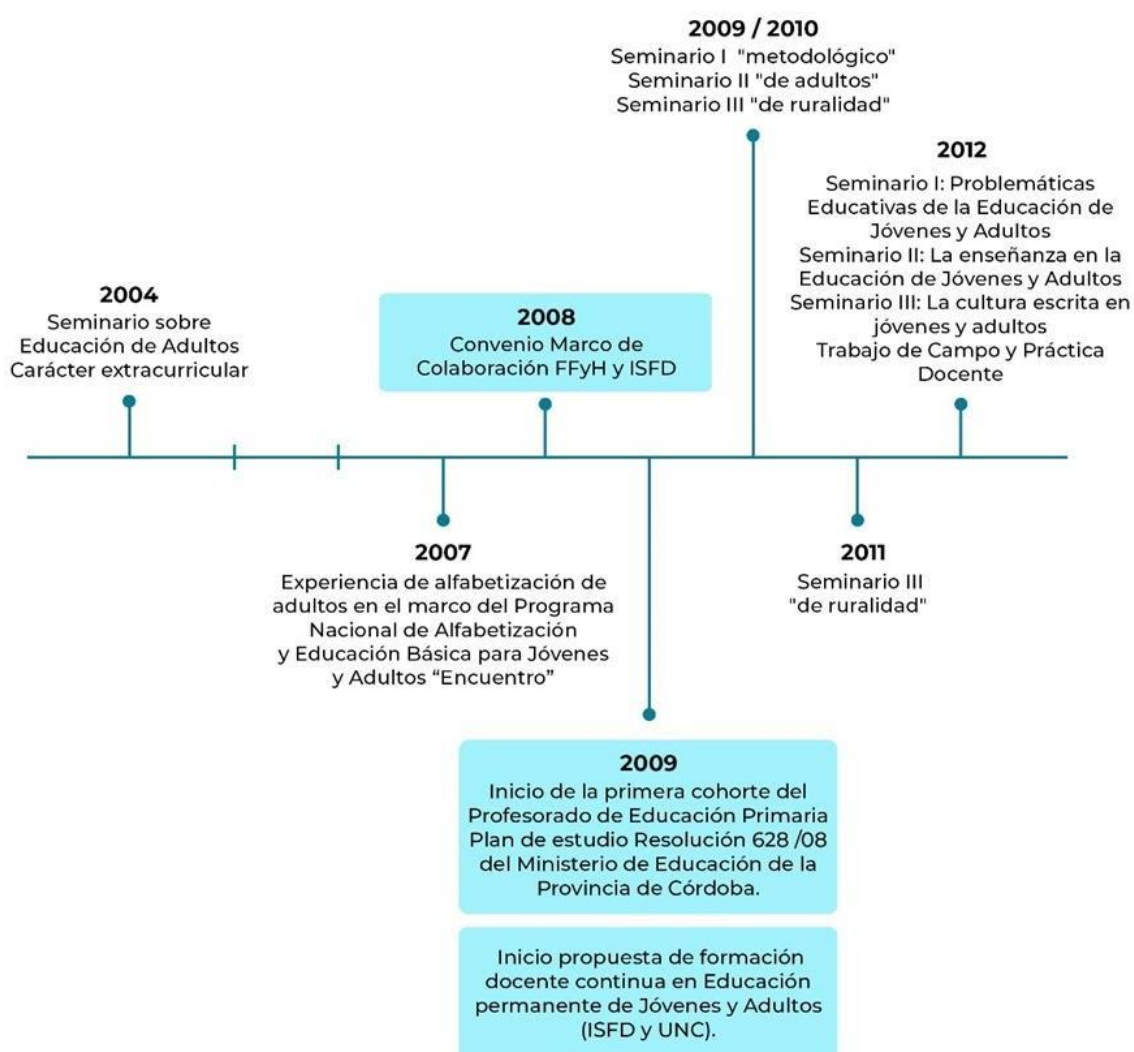 2009 / 2010
Seminario I "metodológico"
Seminario II "de adultos"
Seminario III "de ruralidad"
2012
Seminario I: Problemáticas
Educativas de la Educación de
Jóvenes y Adultos
Seminario II: La enseñanza en la
Educación de Jóvenes y Adultos
Seminario III: La cultura escrita en
jóvenes y adultos
Trabajo de Campo y Práctica
Docente
2004
Seminario sobre
Educación de Adultos
Carácter extracurricular
2008
Convenio Marco de
Colaboración FFyH y ISFD
2007
Experiencia de alfabetización de
adultos en el marco del Programa
Nacional de Alfabetización
y Educación Básica para Jóvenes
y Adultos “Encuentro”
2011
Seminario III
"de ruralidad"
2009
Inicio de la primera cohorte del
Profesorado de Educación Primaria
Plan de estudio Resolución 628 /08
del Ministerio de Educación de la
Provincia de Córdoba.
Inicio propuesta de formación
docente continua en Educación
permanente de Jóvenes y Adultos
(ISFD y UNC).